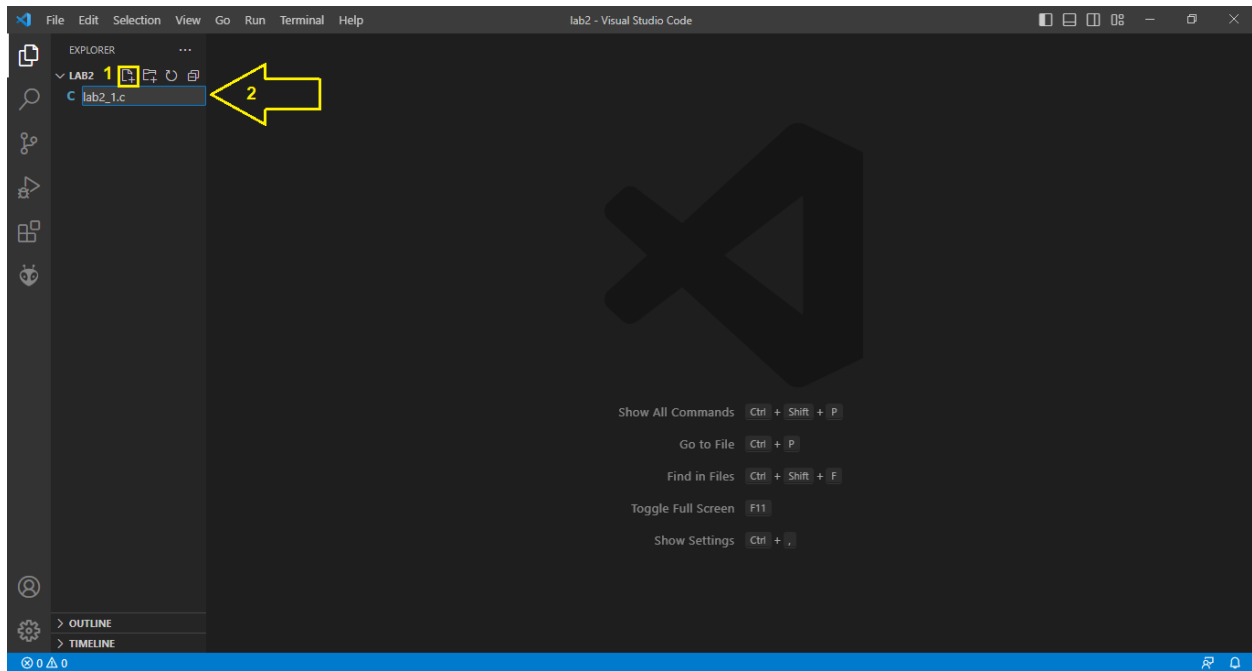 File Edit Selection View Go Run Terminal Help lab2 - Visual Studio Code
EXPLORER ...
LAB2 1
C lab2_1.c 2
Show All Commands Ctrl + Shift + P
Go to File Ctrl + P
Find in Files Ctrl + Shift + F
Toggle Full Screen F11
Show Settings Ctrl + ,
OUTLINE
TIMELINE
0 0